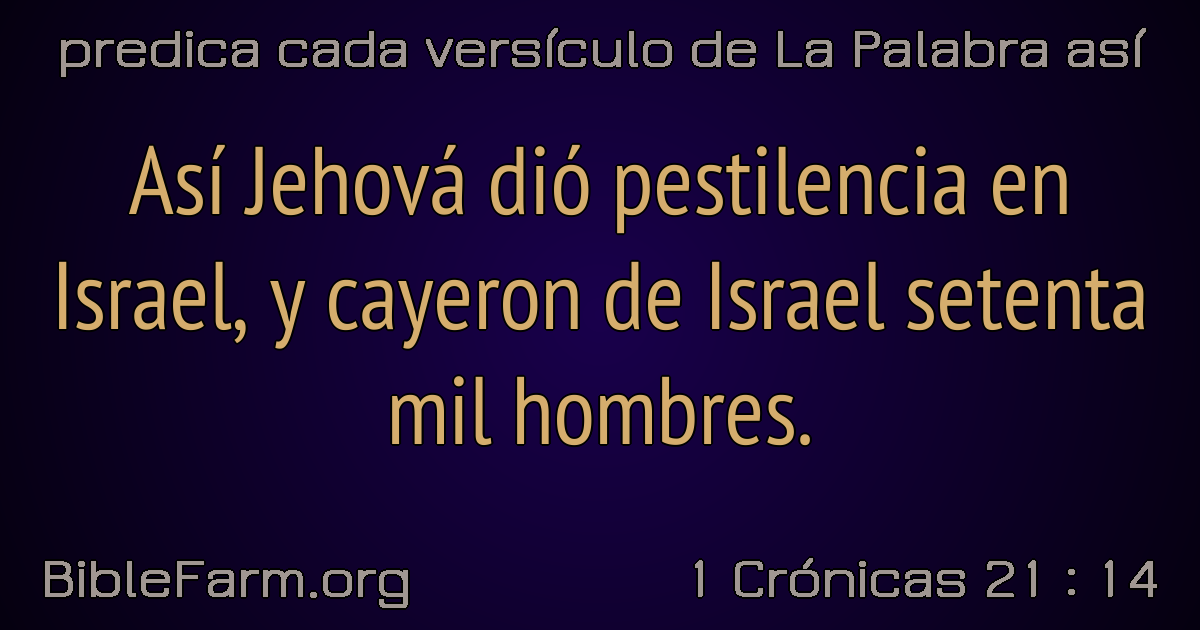 predica cada versículo de La Palabra así
Así Jehová dió pestilencia en
Israel, y cayeron de Israel setenta
mil hombres.
BibleFarm.org
1 Crónicas 21 : 14